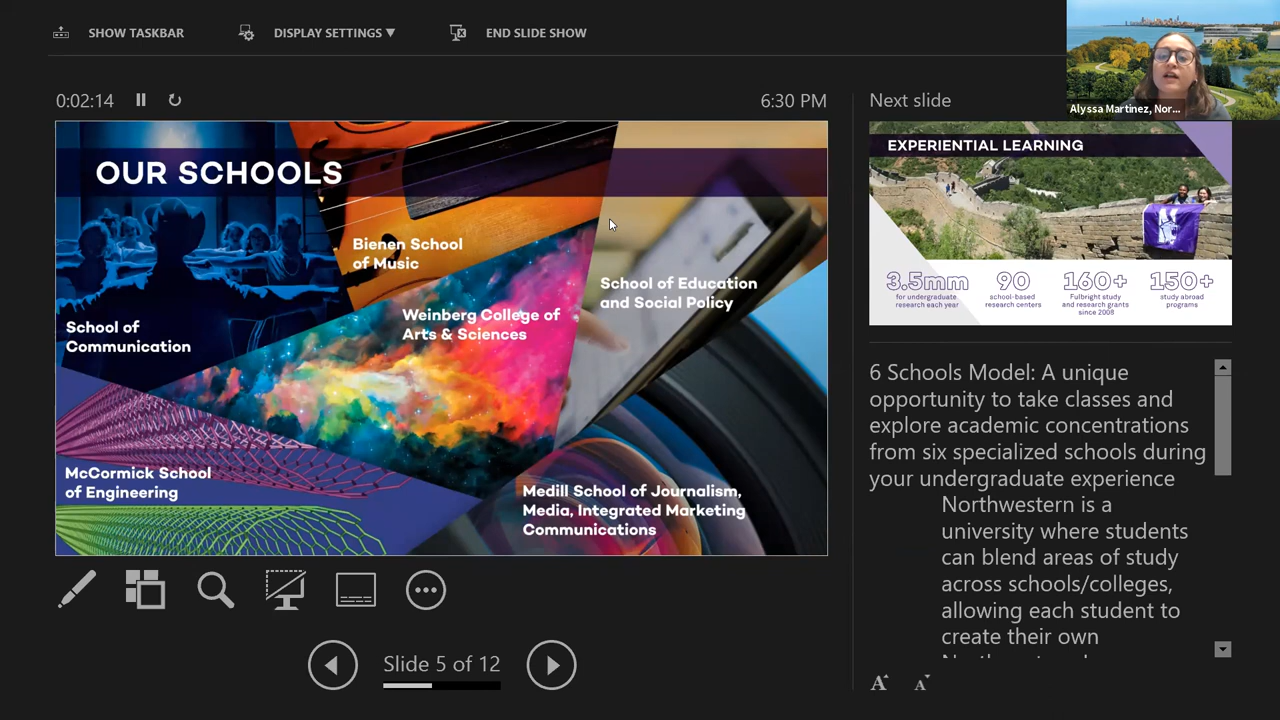 SHOW TASKBAR
DISPLAY SETTINGS ▼
END SLIDE SHOW
Alyssa Martinez, Nor...
0:02:14
6:30 PM
Next slide
OUR SCHOOLS
Bienen School
of Music
School of Education
and Social Policy
Weinberg College of
Arts & Sciences
School of
Communication
McCormick School
of Engineering
Medill School of Journalism,
Media, Integrated Marketing
Communications
EXPERIENTIAL LEARNING
3.5mm
for undergraduate
research each year
90
school-based
research centers
160+
Fulbright study
and research grants
since 2008
150+
study abroad
programs
6 Schools Model: A unique
opportunity to take classes and
explore academic concentrations
from six specialized schools during
your undergraduate experience
Northwestern is a
university where students
can blend areas of study
across schools/colleges,
allowing each student to
create their own
Slide 5 of 12
A A